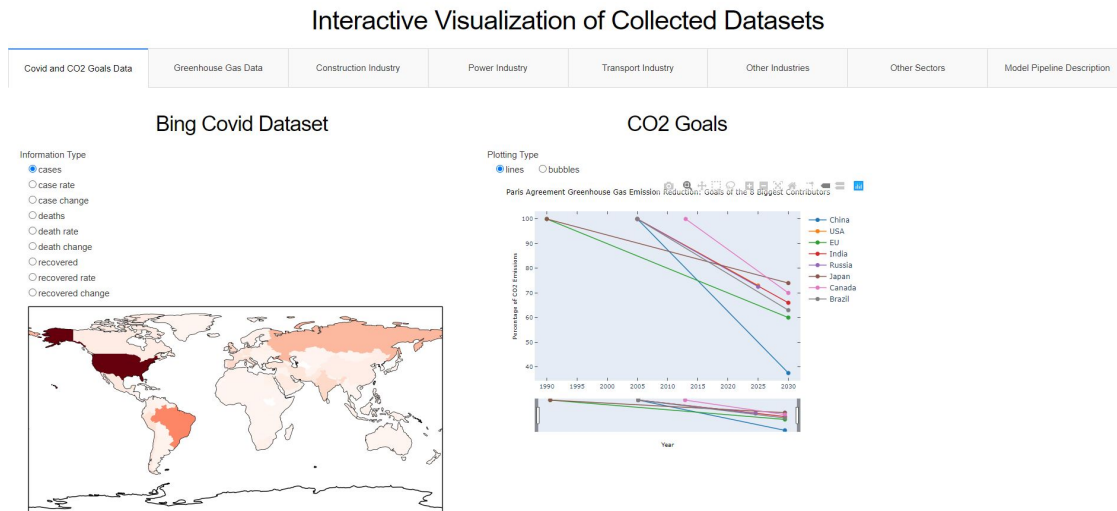 Interactive Visualization of Collected Datasets
Covid and CO2 Goals Data
Greenhouse Gas Data
Construction Industry
Power Industry
Transport Industry
Other Industries
Other Sectors
Model Pipeline Description
Bing Covid Dataset
Information Type
cases
case rate
case change
deaths
death rate
death change
recovered
recovered rate
recovered change
CO2 Goals
Plotting Type
lines bubbles
Paris Agreement Greenhouse Gas Emission Reduction: Goals of the 8 Biggest Contributors
Percentage of CO2 Emissions
100
90
80
70
60
50
40
1990 1995 2000 2005 2010 2015 2020 2025 2030
Year
China
USA
EU
India
Russia
Japan
Canada
Brazil